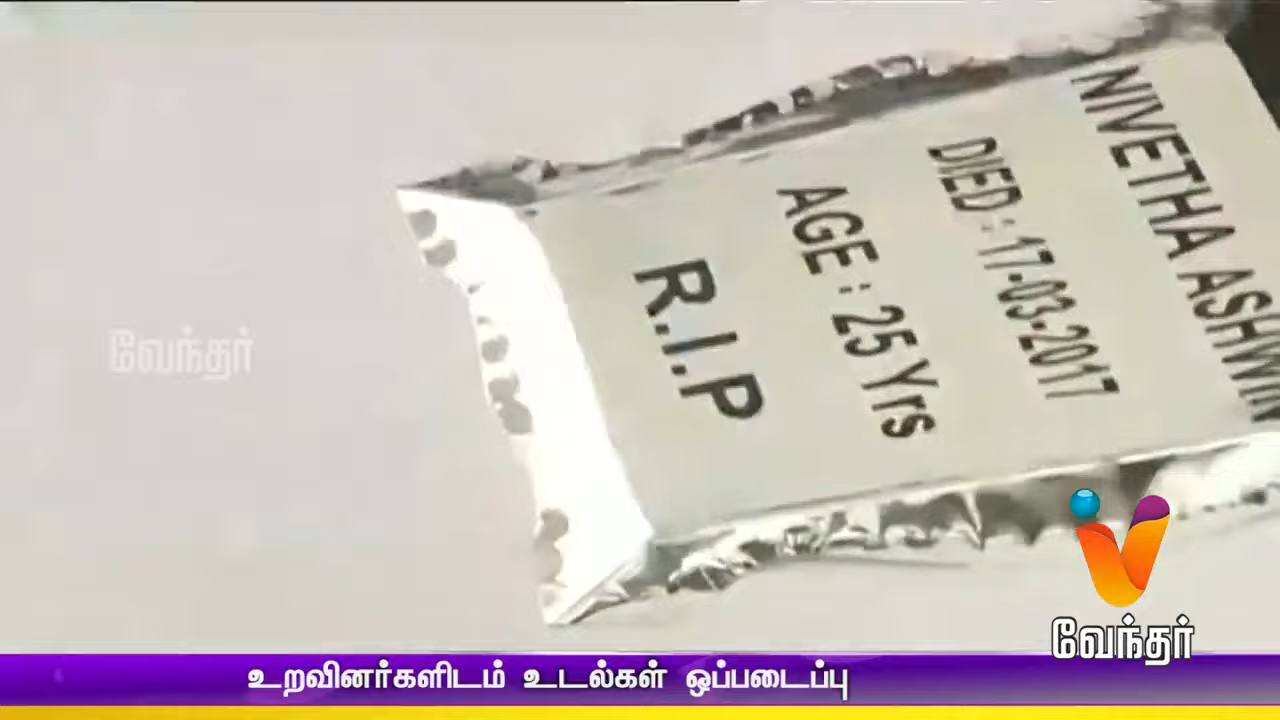 NIVETHA ASHWIN
DIED : 17-03-2017
AGE : 25 Yrs
R.I.P
வேந்தர்
வேந்தர்
உறவினர்களிடம் உடல்கள் ஒப்படைப்பு